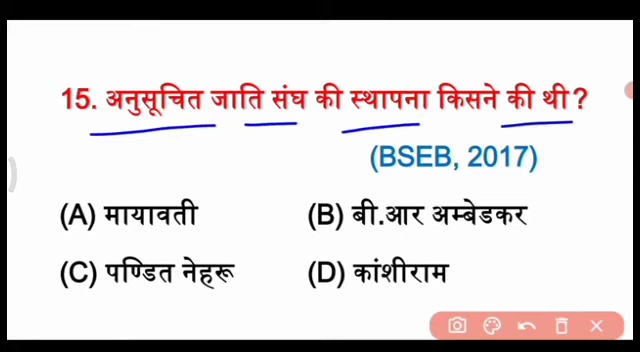 15. अनुसूचित जाति संघ की स्थापना किसने की थी?
(BSEB, 2017)
(A) मायावती (B) बी.आर अम्बेडकर
(C) पण्डित नेहरू (D) कांशीराम